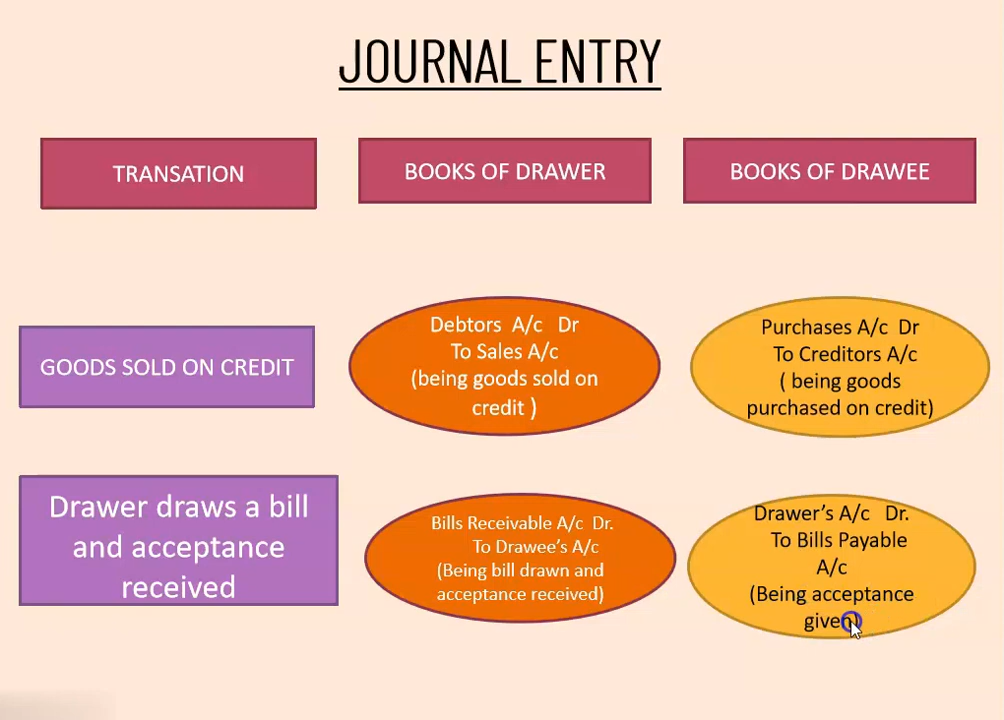 JOURNAL ENTRY
TRANSATION
BOOKS OF DRAWER
BOOKS OF DRAWEE
GOODS SOLD ON CREDIT
Debtors A/c Dr
To Sales A/c
(being goods sold on
credit )
Purchases A/c Dr
To Creditors A/c
( being goods
purchased on credit)
Drawer draws a bill
and acceptance
received
Bills Receivable A/c Dr.
To Drawee's A/c
(Being bill drawn and
acceptance received)
Drawer's A/c Dr.
To Bills Payable
A/c
(Being acceptance
given)